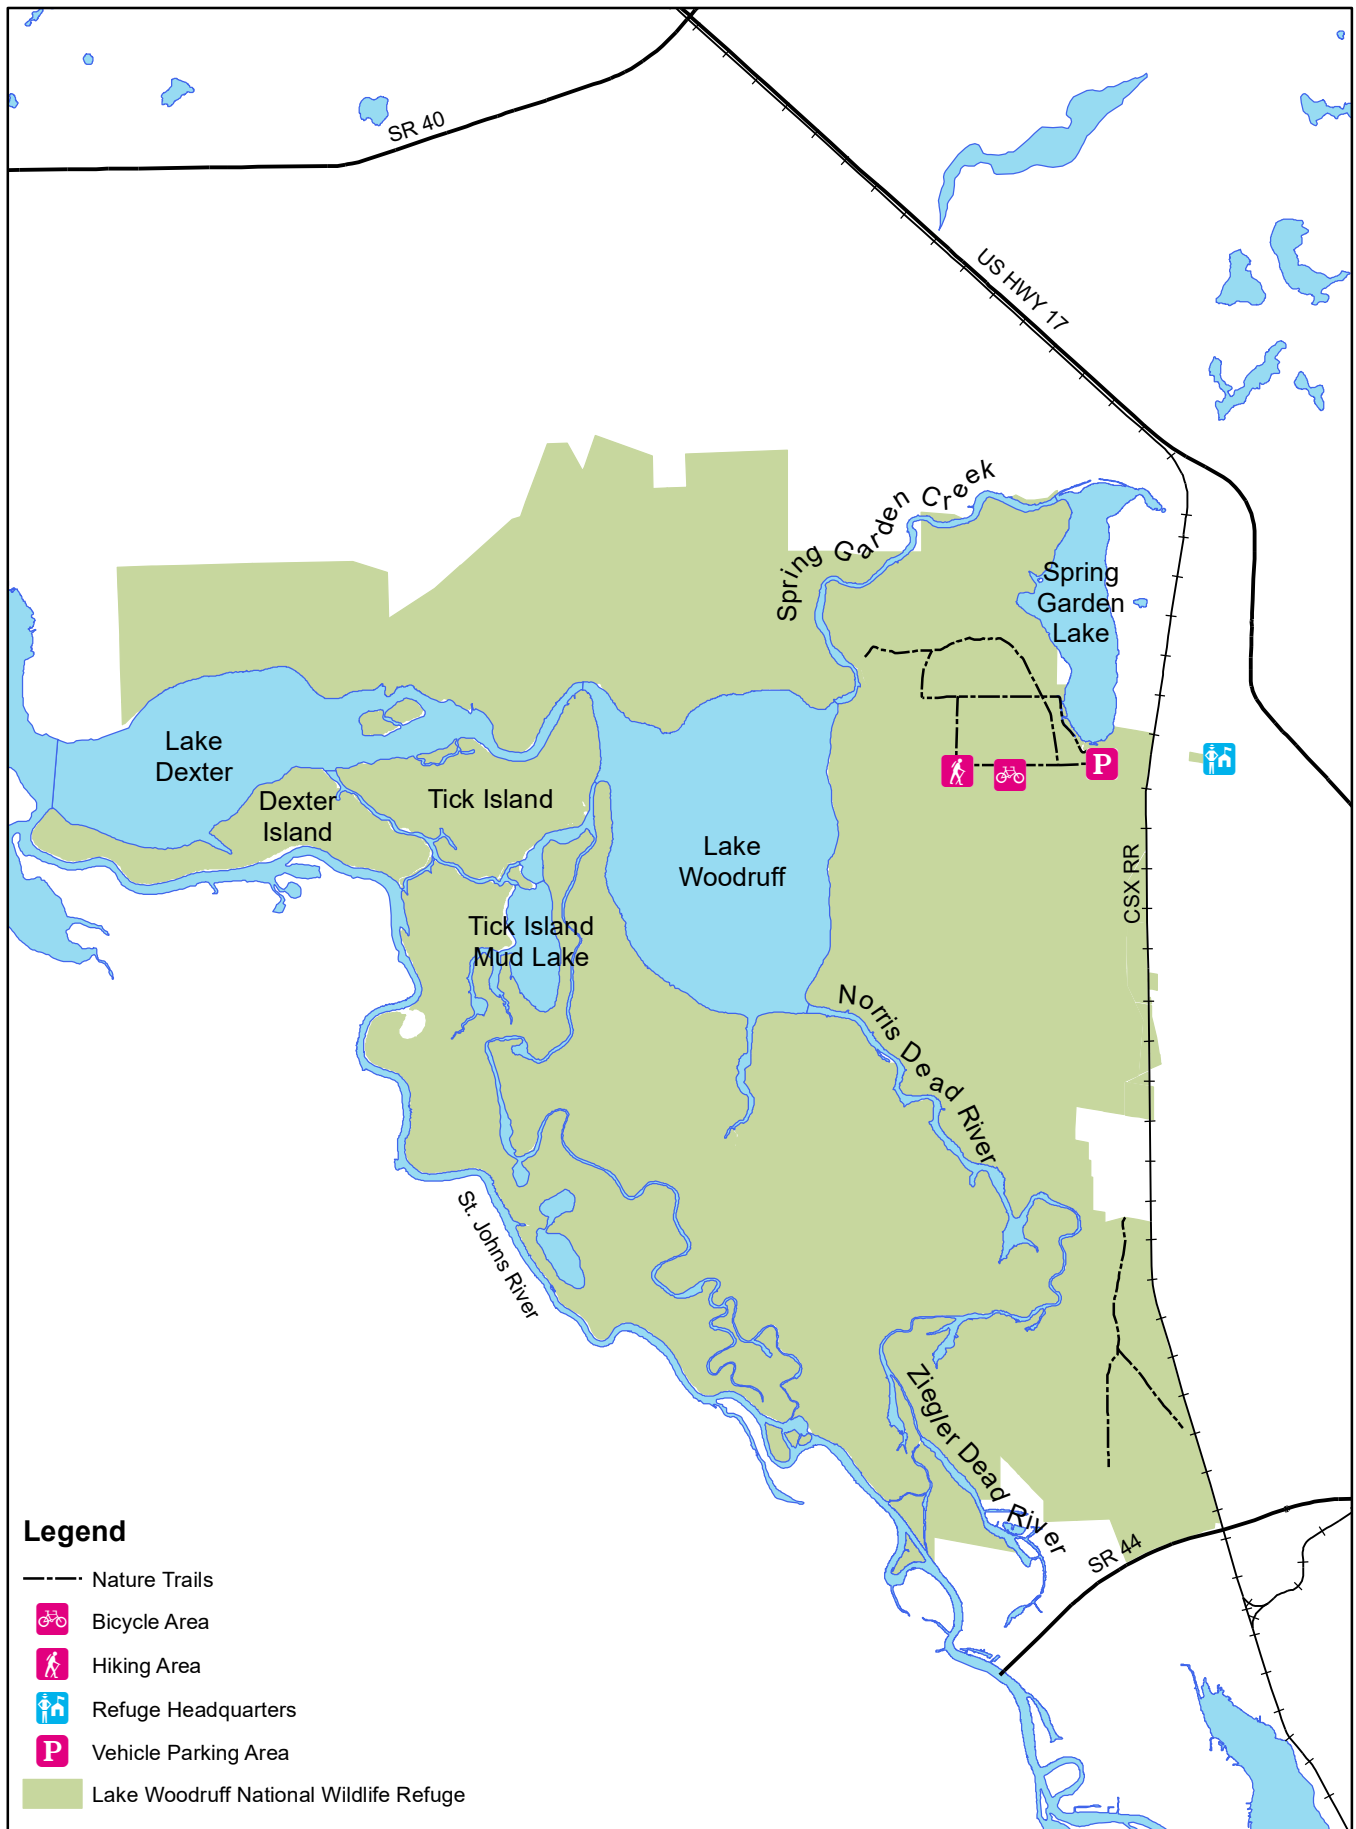 SR 40
US HWY 17
Spring Garden Creek
Spring
Garden
Lake
Lake
Dexter
Dexter
Island
Tick Island
Lake
Woodruff
P
CSX RR
Tick Island
Mud Lake
Norris Dead River
St. Johns River
Ziegler Dead River
SR 44
Legend
Nature Trails
Bicycle Area
Hiking Area
Refuge Headquarters
P Vehicle Parking Area
Lake Woodruff National Wildlife Refuge